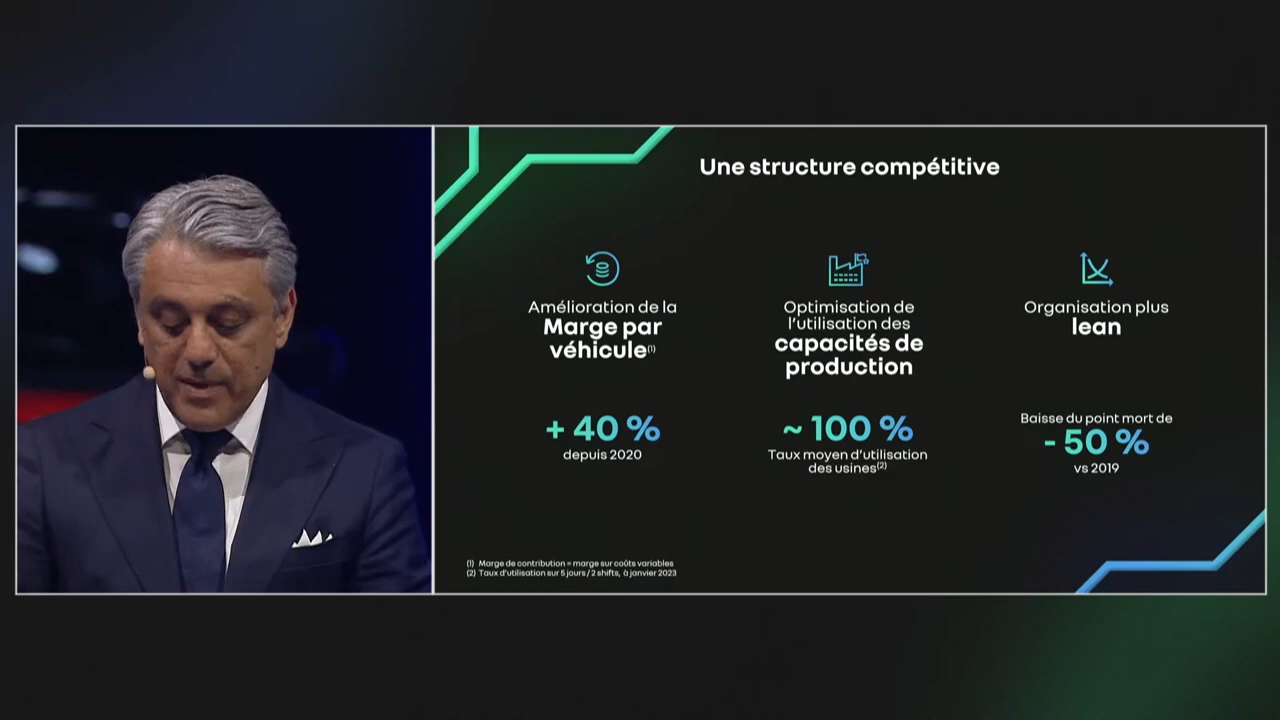 Une structure compétitive
Amélioration de la
Marge par
véhicule(1)
+ 40 %
depuis 2020
Optimisation de
l'utilisation des
capacités de
production
~ 100 %
Taux moyen d'utilisation
des usines(2)
Organisation plus
lean
Baisse du point mort de
- 50 %
vs 2019
(1) Marge de contribution = marge sur coûts variables
(2) Taux d'utilisation sur 5 jours / 2 shifts, à janvier 2023